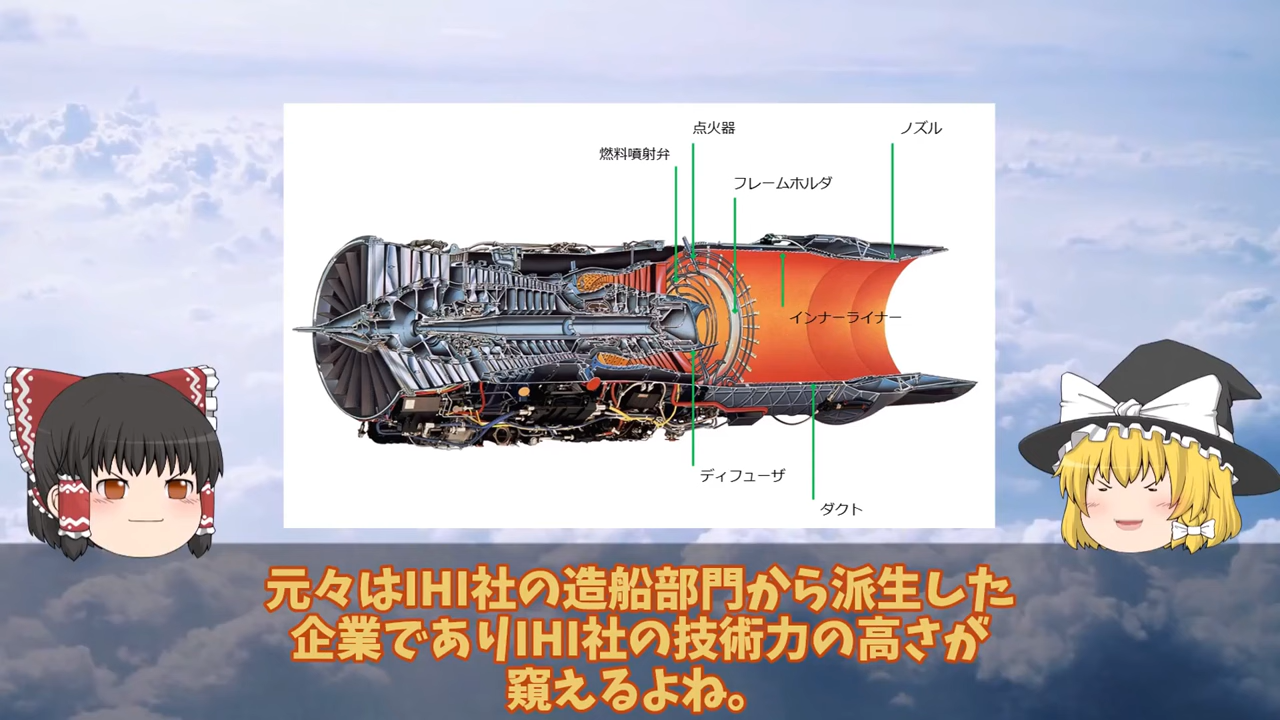 点火器
ノズル
燃料噴射弁
フレームホルダ
インナーライナー
ディフューザ
ダクト
元々はIHI社の造船部門から派生した
企業でありIHI社の技術力の高さが
窺えるよね。